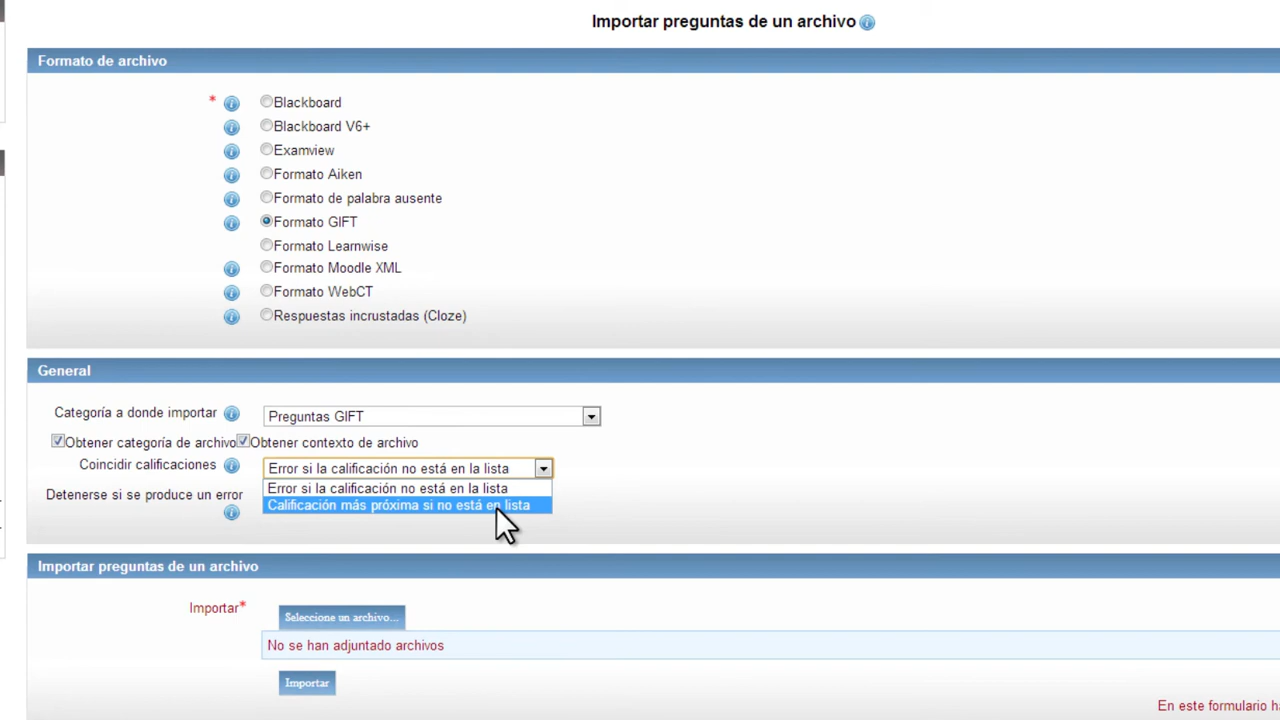 Importar preguntas de un archivo
Formato de archivo
* Blackboard
Blackboard V6+
Examview
Formato Aiken
Formato de palabra ausente
Formato GIFT
Formato Learnwise
Formato Moodle XML
Formato WebCT
Respuestas incrustadas (Cloze)
General
Categoría a donde importar Preguntas GIFT
Obtener categoría de archivo Obtener contexto de archivo
Coincidir calificaciones Error si la calificación no está en la lista
Error si la calificación no está en la lista
Detenerse si se produce un error
Calificación más próxima si no está en lista
Importar preguntas de un archivo
Importar*
Seleccione un archivo...
No se han adjuntado archivos
Importar
En este formulario